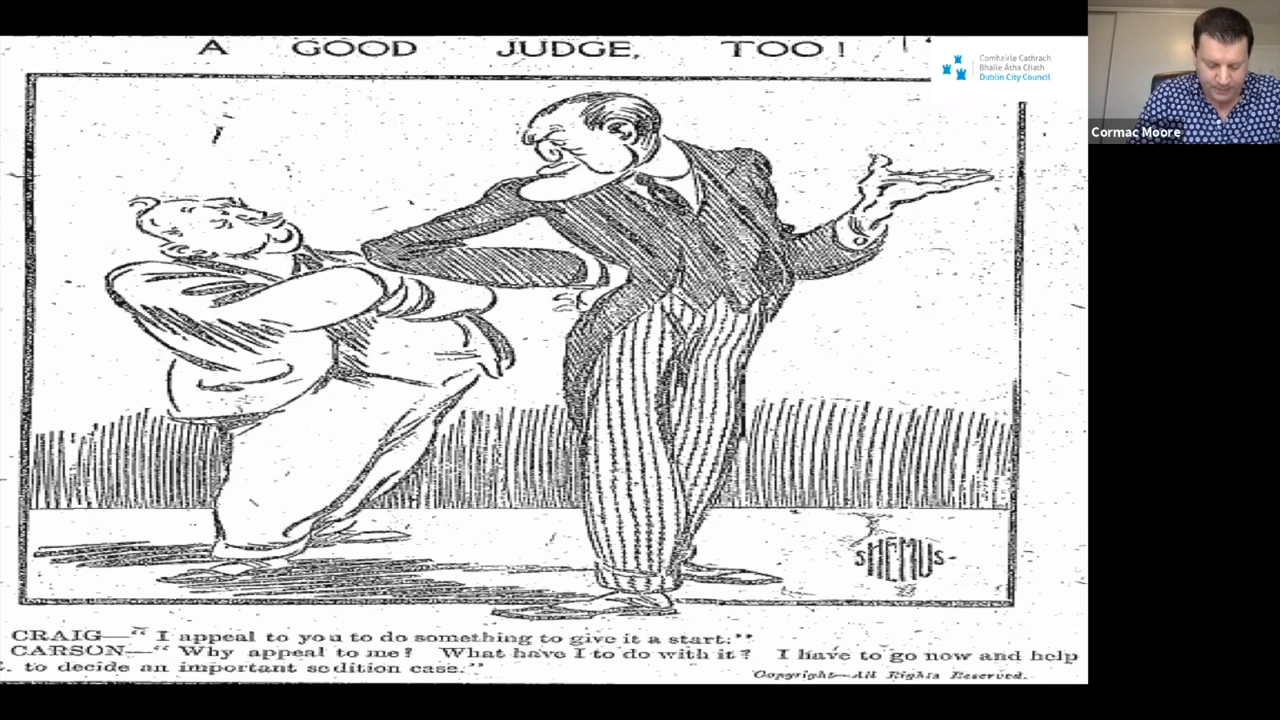 A GOOD JUDGE, TOO!
Comhairle Cathrach
Bhaile Átha Cliath
Dublin City Council
Cormac Moore
SHEMUS-
CRAIG—“ I appeal to you to do something to give it a start.”
CARSON—“ Why appeal to me? What have I to do with it? I have to go now and help
to decide an important sedition case.”
Copyright—All Rights Reserved.